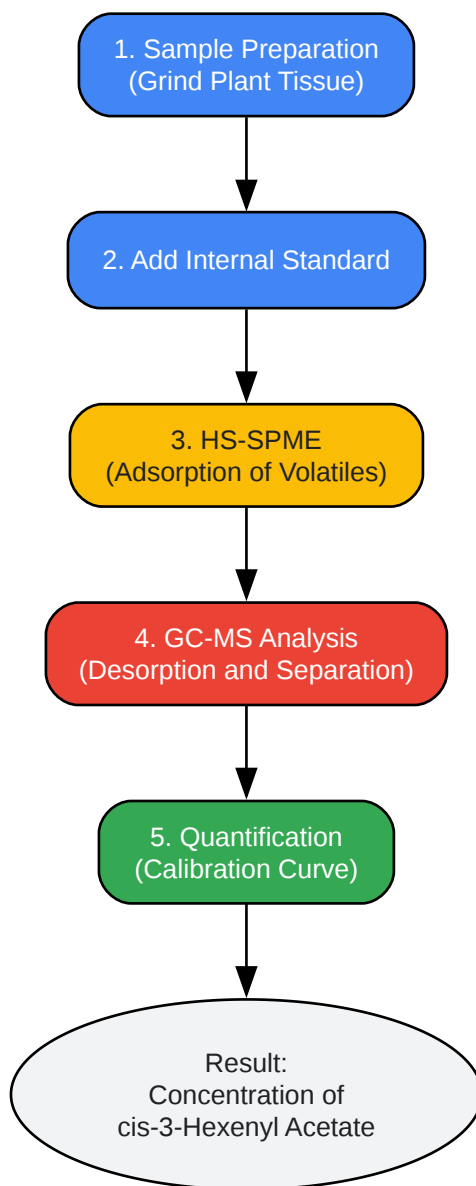 1. Sample Preparation
(Grind Plant Tissue)
2. Add Internal Standard
3. HS-SPME
(Adsorption of Volatiles)
4. GC-MS Analysis
(Desorption and Separation)
5. Quantification
(Calibration Curve)
Result:
Concentration of
cis-3-Hexenyl Acetate